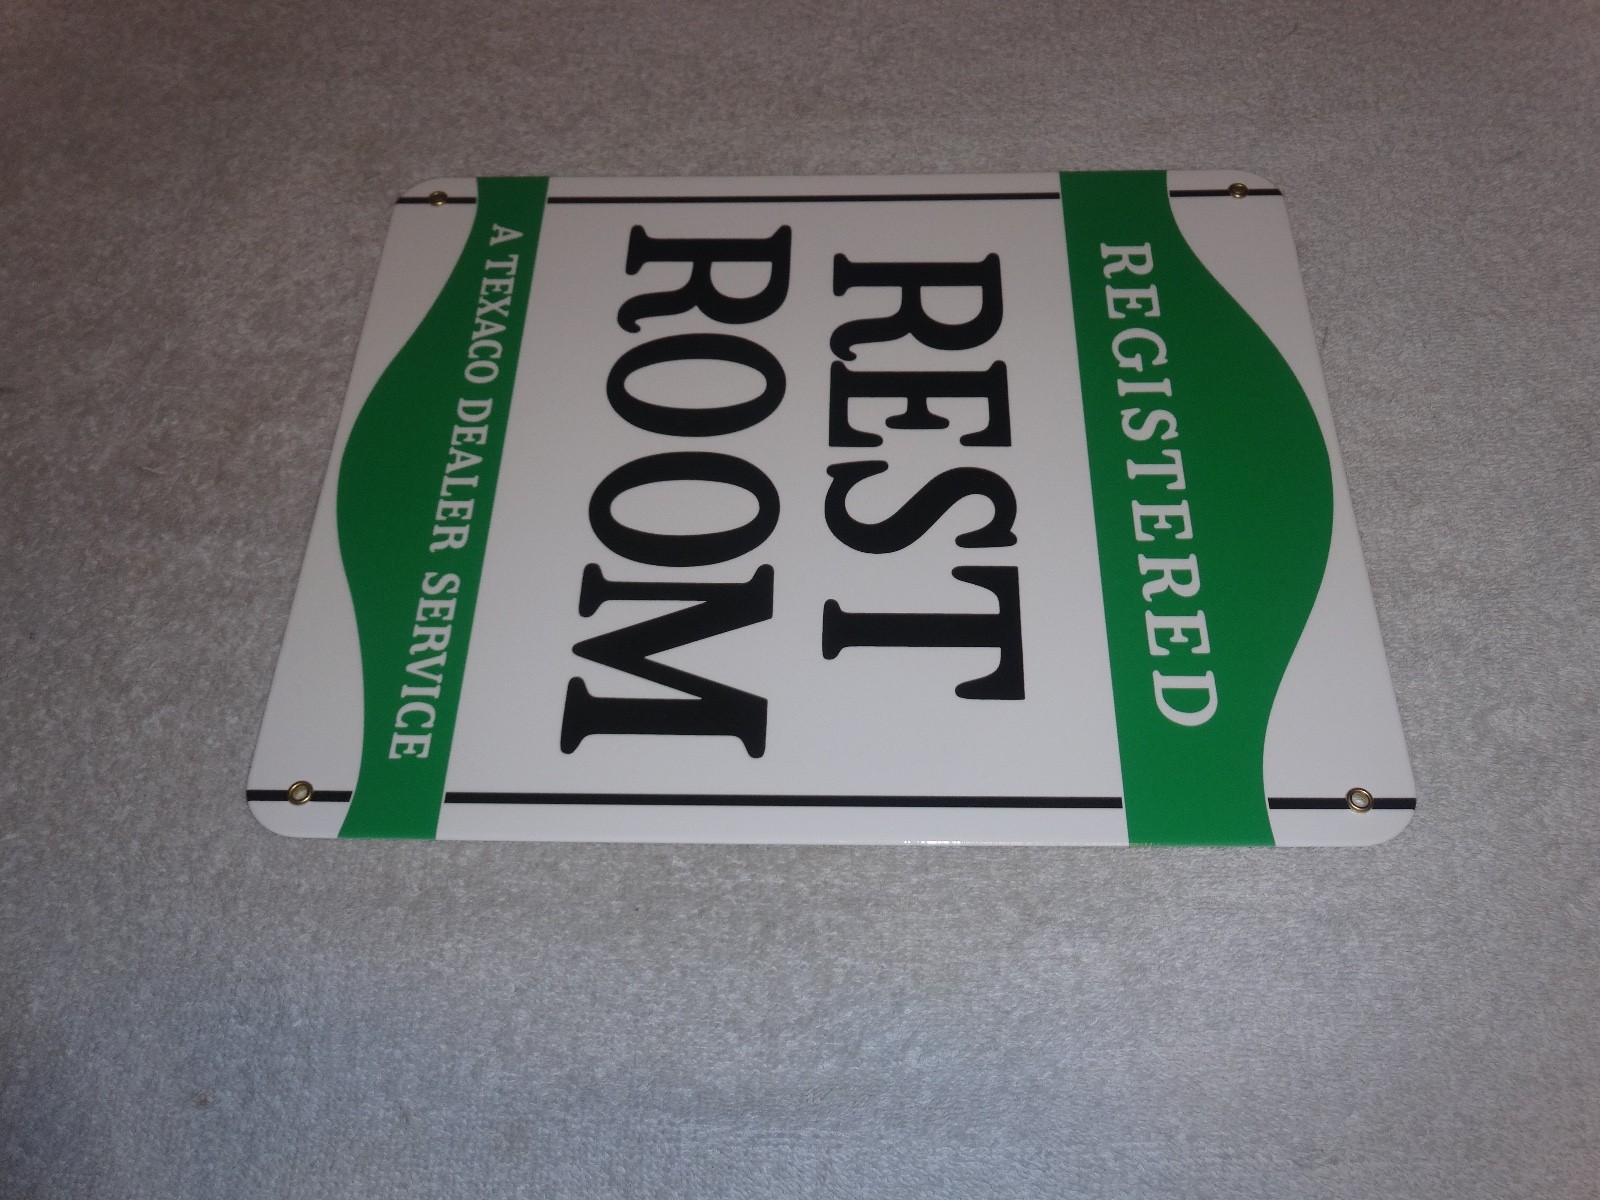 REGISTERED
REST
ROOM
A TEXACO DEALER SERVICE